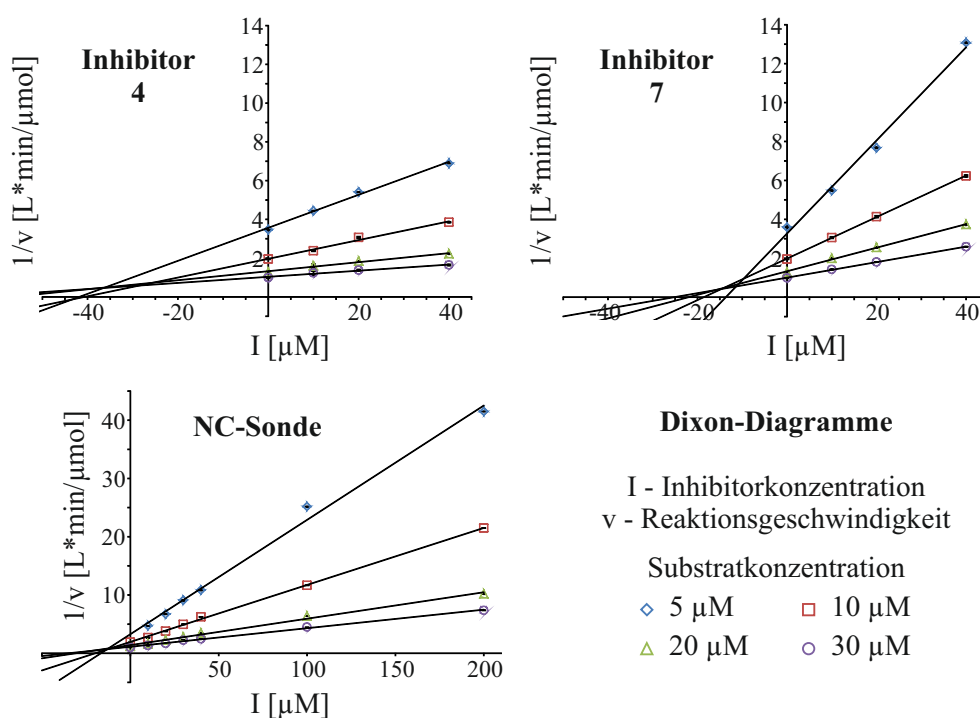 Inhibitor
4
1/v [L*min/µmol]
14
12
10
8
6
4
2
-40
-20
0
20
40
I [µM]
Inhibitor
7
1/v [L*min/µmol]
14
12
10
8
6
4
2
-40
-20
0
20
40
I [µM]
NC-Sonde
1/v [L*min/µmol]
40
30
20
10
50
100
150
200
I [µM]
Dixon-Diagramme
I - Inhibitorkonzentration
v - Reaktionsgeschwindigkeit
Substratkonzentration
5 µM
10 µM
20 µM
30 µM